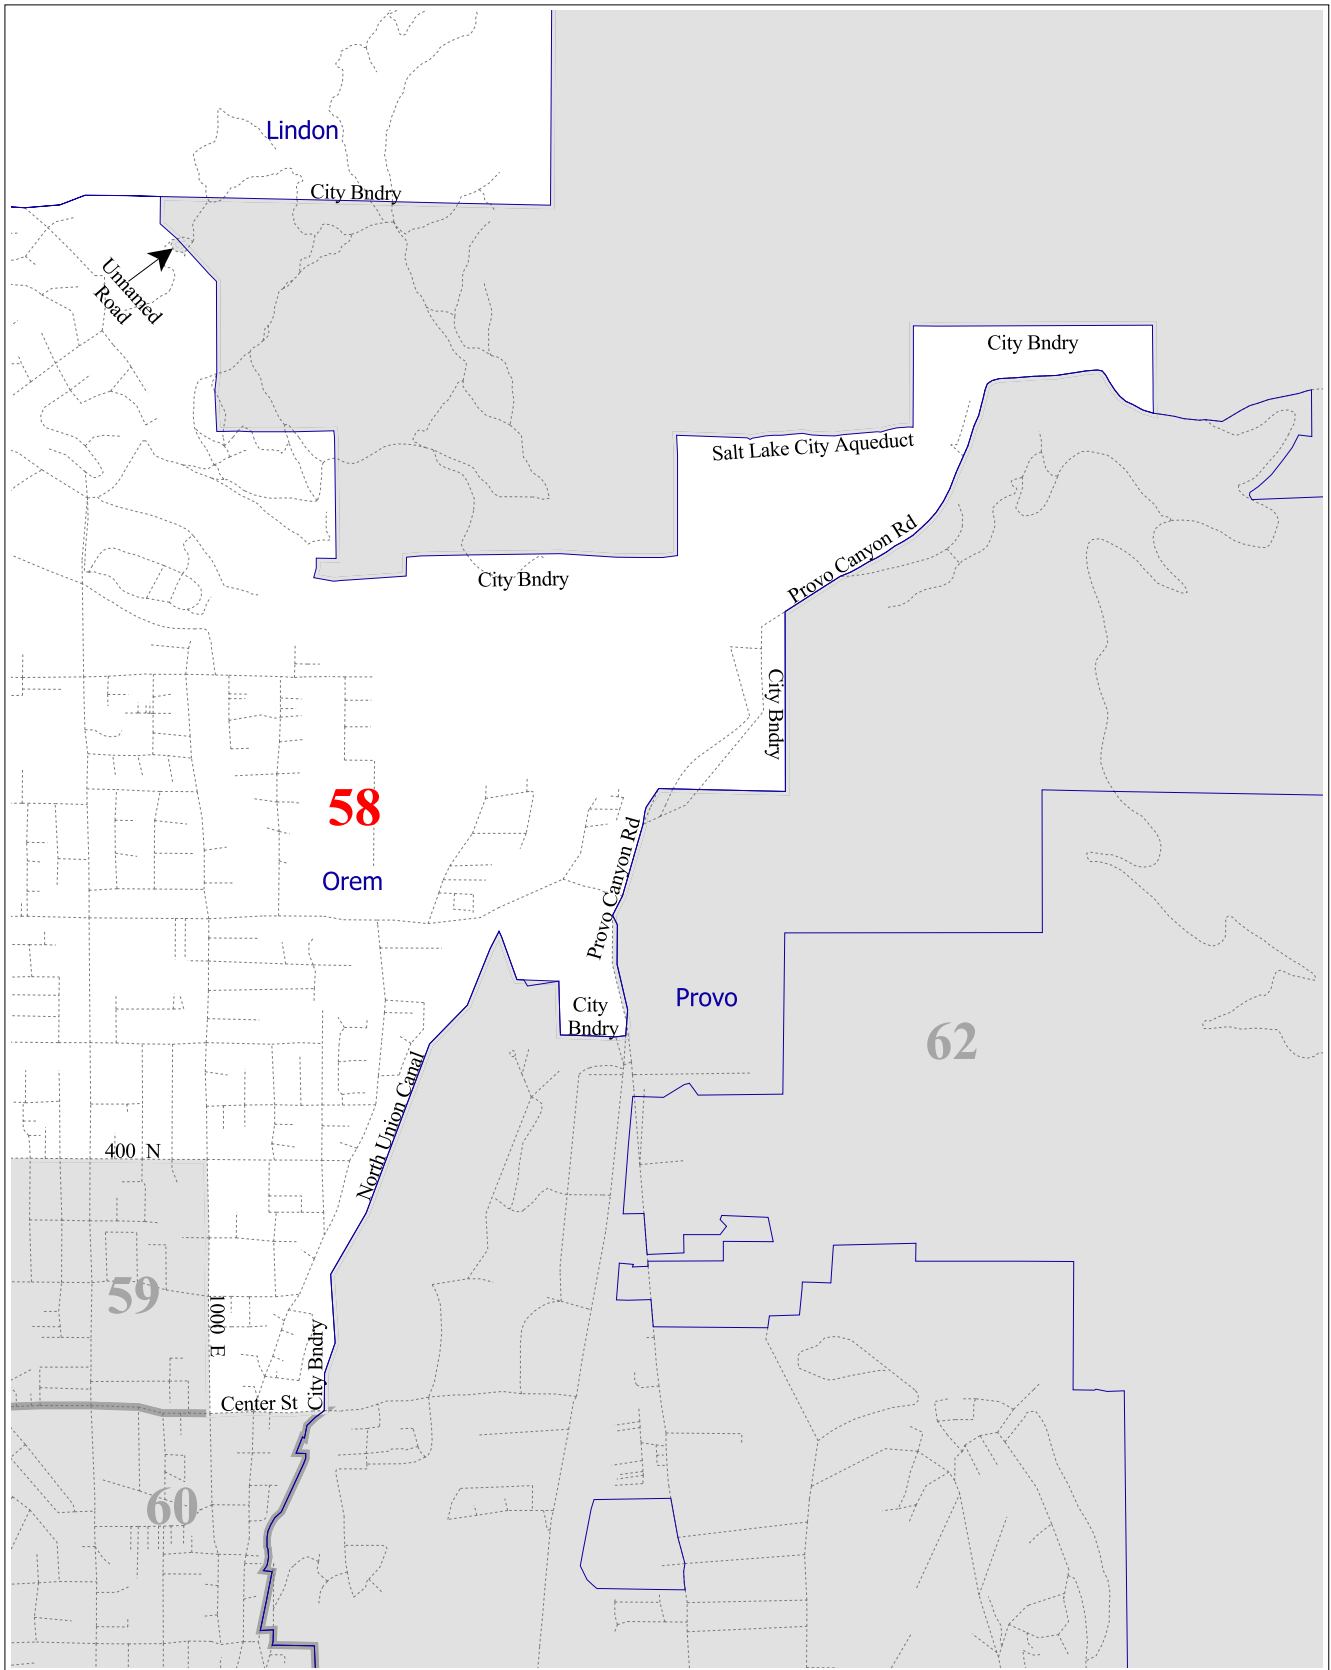 Lindon
City Bndry
Unnamed
Road
City Bndry
Salt Lake City Aqueduct
Provo Canyon Rd
City Bndry
City Bndry
58
Orem
Provo Canyon Rd
Provo
City
Bndry
62
North Union Canal
400 N
59
1000 E
City Bndry
Center St
60